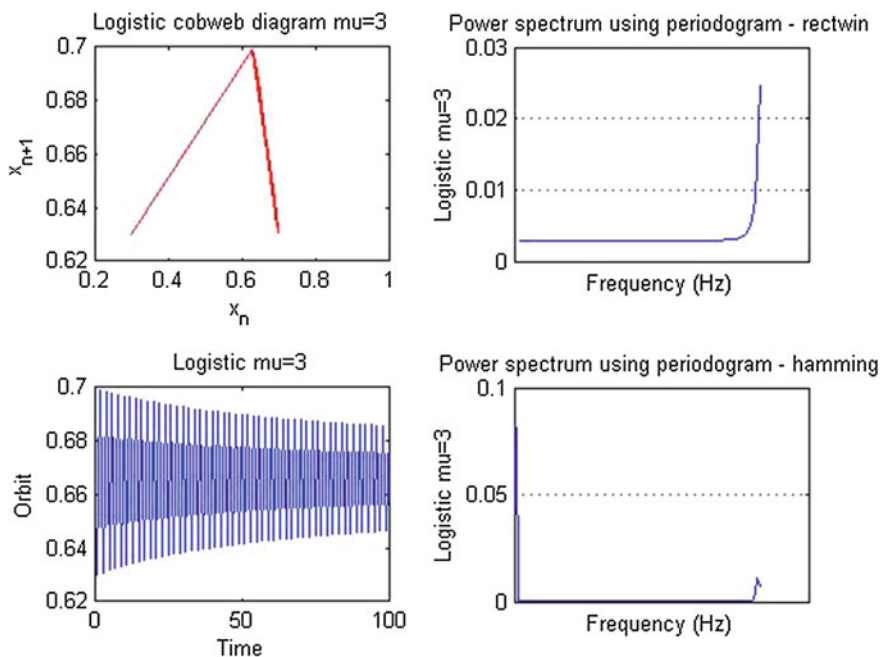 Logistic cobweb diagram mu=3
0.7
0.68
0.66
0.64
0.62
x_{n+1}
0.2 0.4 0.6 0.8 1
x_n
Power spectrum using periodogram - rectwin
0.03
0.02
0.01
0
Logistic mu=3
Frequency (Hz)
Logistic mu=3
0.7
0.68
0.66
0.64
0.62
Orbit
0 50 100
Time
Power spectrum using periodogram - hamming
0.1
0.05
0
Logistic mu=3
Frequency (Hz)